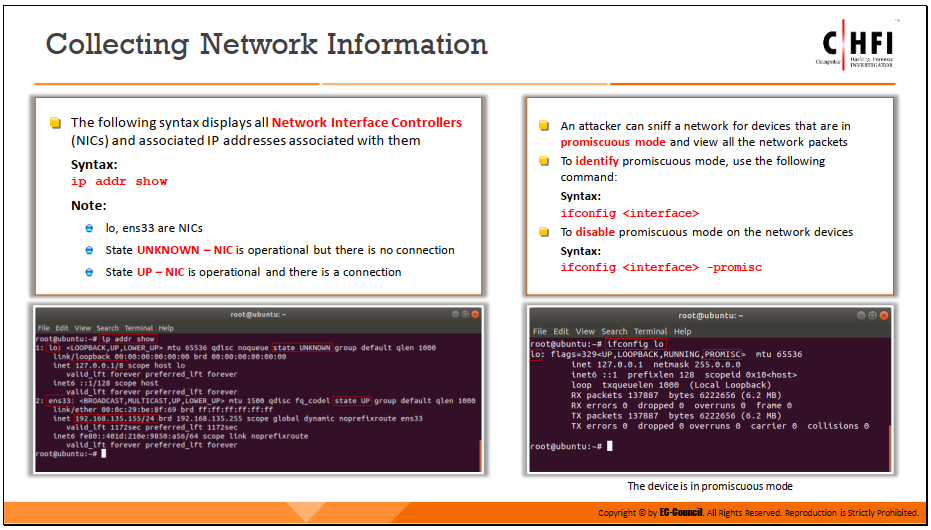 Collecting Network Information
CHFI
Computer Hacking Forensic
INVESTIGATOR
The following syntax displays all Network Interface Controllers
(NICs) and associated IP addresses associated with them
Syntax:
ip addr show
Note:
lo, ens33 are NICs
State UNKNOWN – NIC is operational but there is no connection
State UP – NIC is operational and there is a connection
An attacker can sniff a network for devices that are in
promiscuous mode and view all the network packets
To identify promiscuous mode, use the following
command:
Syntax:
ifconfig <interface>
To disable promiscuous mode on the network devices
Syntax:
ifconfig <interface> -promisc
root@ubuntu: ~
File Edit View Search Terminal Help
root@ubuntu:~# ip addr show
1: lo: <LOOPBACK,UP,LOWER_UP> mtu 65536 qdisc noqueue state UNKNOWN group default qlen 1000
link/loopback 00:00:00:00:00:00 brd 00:00:00:00:00:00
inet 127.0.0.1/8 scope host lo
valid_lft forever preferred_lft forever
inet6 ::1/128 scope host
valid_lft forever preferred_lft forever
2: ens33: <BROADCAST,MULTICAST,UP,LOWER_UP> mtu 1500 qdisc fq_codel state UP group default qlen 1000
link/ether 00:0c:29:be:8f:69 brd ff:ff:ff:ff:ff:ff
inet 192.168.135.155/24 brd 192.168.135.255 scope global dynamic noprefixroute ens33
valid_lft 1172sec preferred_lft 1172sec
inet6 fe80::401d:210e:9850:a56/64 scope link noprefixroute
valid_lft forever preferred_lft forever
root@ubuntu:~#
root@ubuntu: ~
File Edit View Search Terminal Help
root@ubuntu:~# ifconfig lo
lo: flags=329<UP,LOOPBACK,RUNNING,PROMISC> mtu 65536
inet 127.0.0.1 netmask 255.0.0.0
inet6 ::1 prefixlen 128 scopeid 0x10<host>
loop txqueuelen 1000 (Local Loopback)
RX packets 137887 bytes 6222656 (6.2 MB)
RX errors 0 dropped 0 overruns 0 frame 0
TX packets 137887 bytes 6222656 (6.2 MB)
TX errors 0 dropped 0 overruns 0 carrier 0 collisions 0
root@ubuntu:~#
The device is in promiscuous mode
Copyright © by EC-Council. All Rights Reserved. Reproduction is Strictly Prohibited.